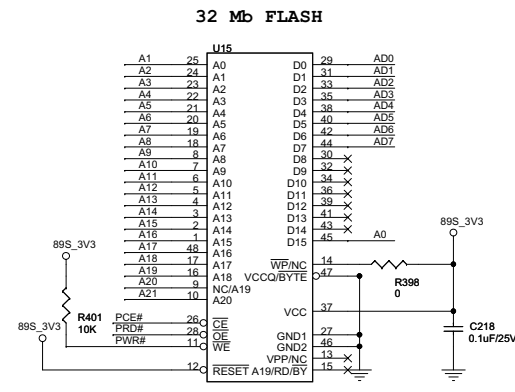 32 Mb FLASH
U15
A1 25 A0 D0 29 AD0
A2 24 A1 D1 31 AD1
A3 23 A2 D2 33 AD2
A4 22 A3 D3 35 AD3
A5 21 A4 D4 38 AD4
A6 20 A5 D5 40 AD5
A7 19 A6 D6 42 AD6
A8 18 A7 D7 44 AD7
A9 8 A8 D8 30
A10 7 A9 D9 32
A11 6 A10 D10 34
A12 5 A11 D11 36
A13 4 A12 D12 39
A14 3 A13 D13 41
A15 2 A14 D14 43
A16 1 A15 D15 45 A0
A17 48 A16
A18 17 A17 WP/NC 14
A19 16 A18 VCCQ/BYTE 47
A20 9 NC/A19
A21 10 A20
89S_3V3
89S_3V3
R398
0
VCC 37
R401
10K
PCE# 26 CE
PRD# 28 OE GND1 27
PWR# 11 WE GND2 46
C218
0.1uF/25V
89S_3V3
VPP/NC 13
12 RESET A19/RD/BY 15